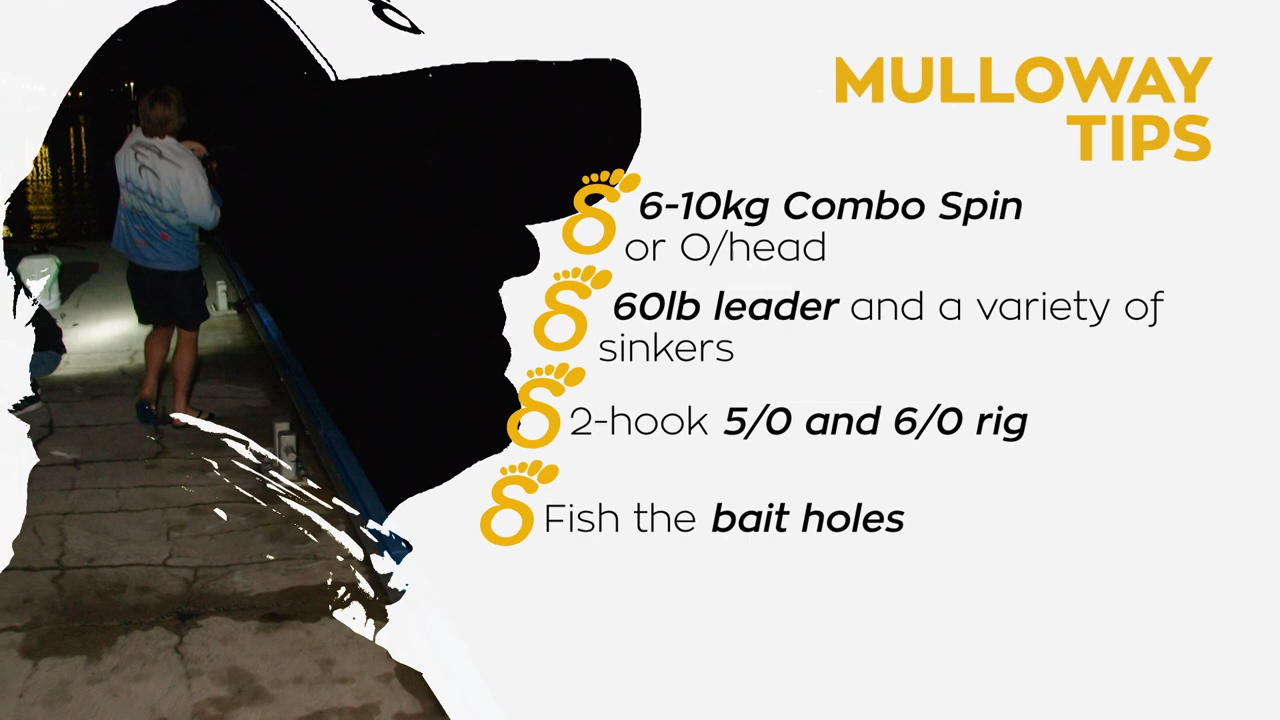 MULLOWAY
TIPS
6-10kg Combo Spin
or O/head
60lb leader and a variety of
sinkers
2-hook 5/0 and 6/0 rig
Fish the bait holes